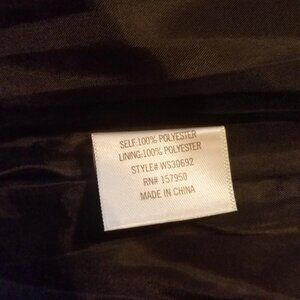 SELF:100% POLYESTER
LINING:100% POLYESTER
STYLE# WS30692
RN# 157950
MADE IN CHINA